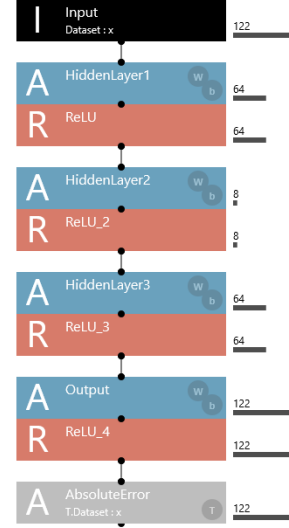 I Input 122
Dataset : x
A HiddenLayer1 W b 64
R ReLU 64
A HiddenLayer2 W b 8
R ReLU_2 8
A HiddenLayer3 W b 64
R ReLU_3 64
A Output W b 122
R ReLU_4 122
A AbsoluteError
T.Dataset : x T 122